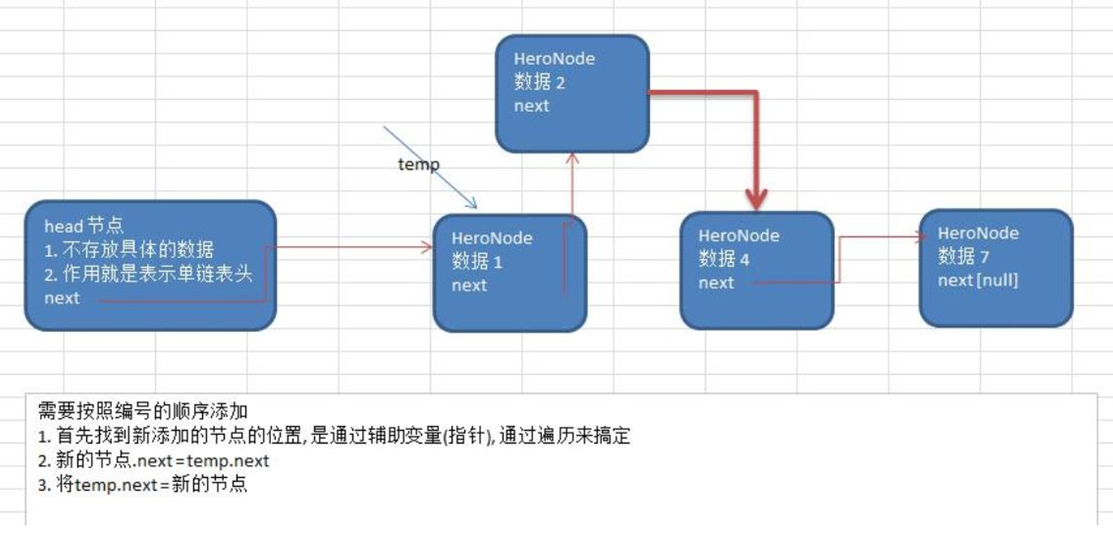 HeroNode
数据 2
next
temp
head 节点
1. 不存放具体的数据
2. 作用就是表示单链表头
next
HeroNode
数据 1
next
HeroNode
数据 4
next
HeroNode
数据 7
next [null]
需要按照编号的顺序添加
1. 首先找到新添加的节点的位置, 是通过辅助变量(指针), 通过遍历来搞定
2. 新的节点.next = temp.next
3. 将temp.next = 新的节点